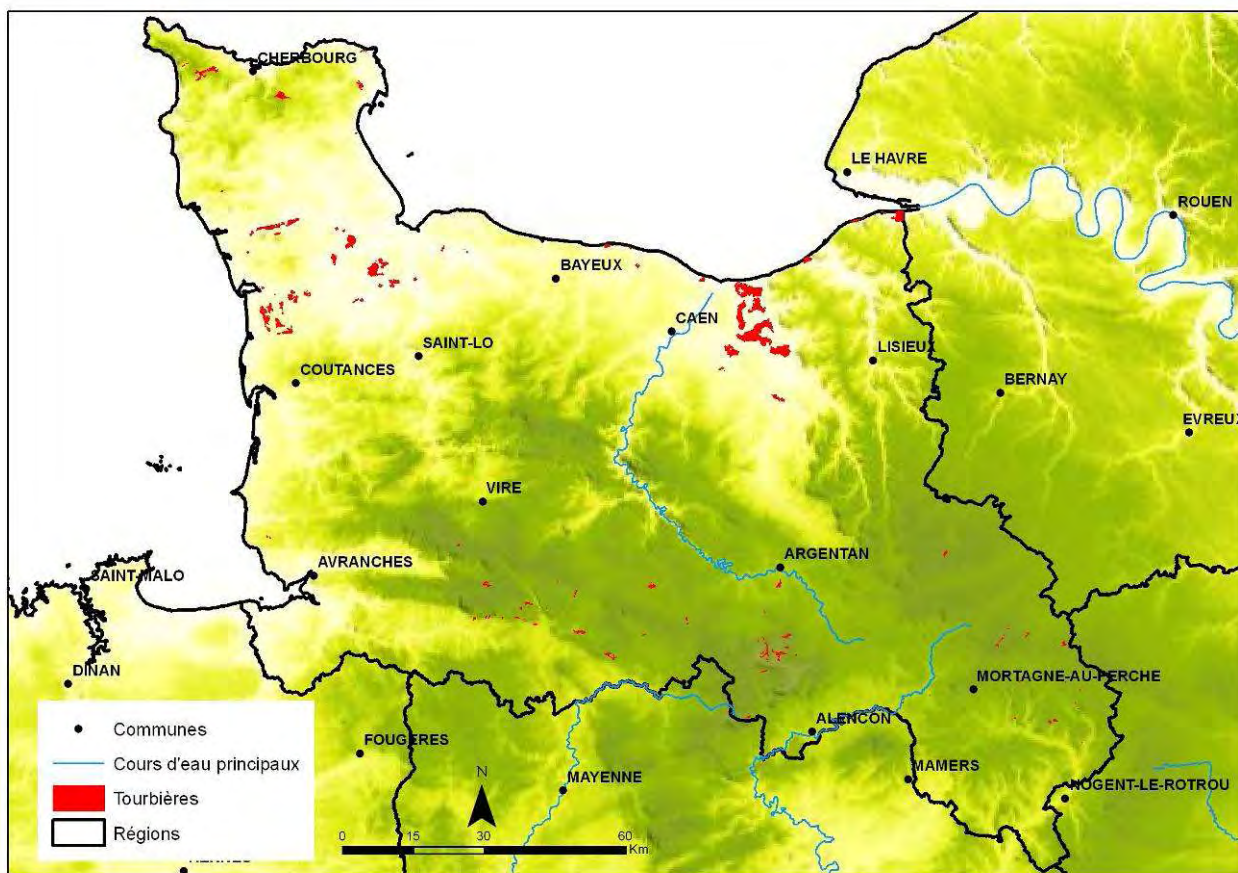 CHERBOURG
LE HAVRE
ROUEN
BAYEUX
CAEN
SAINT-LO
LISIEUX
COUTANCES
BERNAY
EVREUX
VIRE
ARGENTAN
AVRANCHES
SAINT-MALO
DINAN
MORTAGNE-AU-PERCHE
ALENCON
FOUGERES
MAYENNE
MAMERS
NOGENT-LE-ROTROU
Communes
Cours d'eau principaux
Tourbières
Régions
N
0 15 30 60
Km